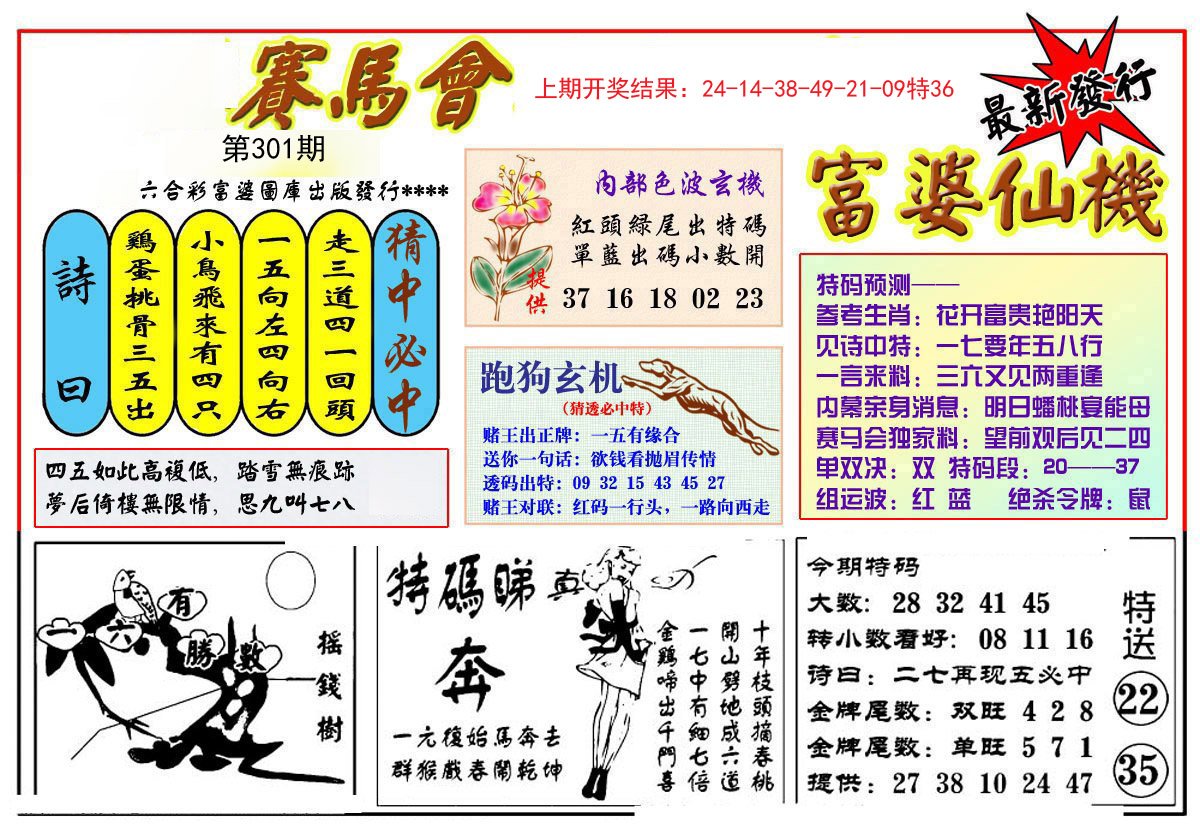 賽馬會
上期开奖结果：24-14-38-49-21-09特36
最新發行
第301期
富婆仙機
六合彩富婆圖庫出版發行****
詩曰
鷄蛋挑骨三五出
小鳥飛來有四只
一五向左四向右
走三道四一回頭
猜中必中
四五如此高複低，踏雪無痕跡
夢后倚樓無限情，思九叫七八
内部色波玄機
紅頭緑尾出特碼
單藍出碼小數開
提供
37 16 18 02 23
跑狗玄机
（猜透必中特）
赌王出正牌：一五有缘合
送你一句话：欲钱看抛眉传情
透码出特：09 32 15 43 45 27
赌王对联：红码一行头，一路向西走
特码预测——
参考生肖：花开富贵艳阳天
见诗中特：一七要年五八行
一言来料：三六又见两重逢
内幕亲身消息：明日蟠桃宴能母
赛马会独家料：望前观后见二四
单双决：双 特码段：20——37
组运波：红 蓝 绝杀令牌：鼠
有
一六
勝數
摇錢樹
特碼睇真
奔
一元復始馬奔去
群猴戲春鬧乾坤
十年枝頭摘春桃
開山劈地成六道
一七中有細七倍
金鷄啼出千門喜
今期特码
大数：28 32 41 45
转小数看好：08 11 16
诗曰：二七再现五必中
金牌尾数：双旺 4 2 8
金牌尾数：单旺 5 7 1
提供：27 38 10 24 47
特送
22
35